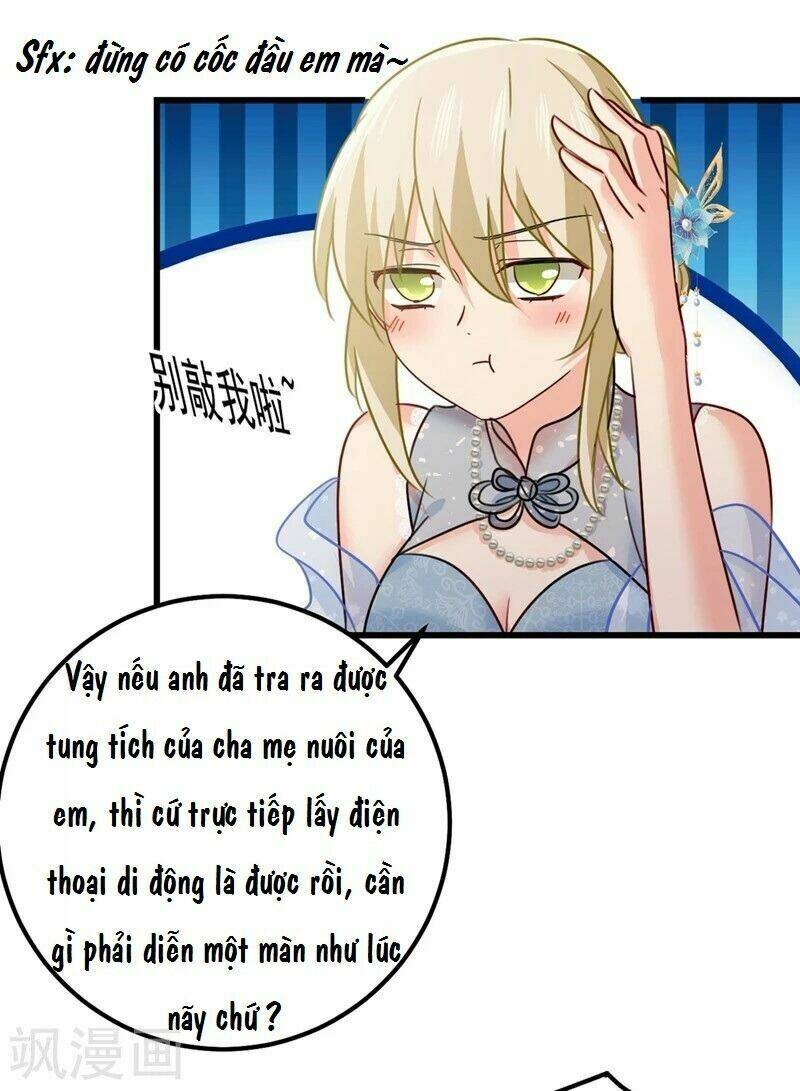 Sfx: đừng có cốc đầu em mà~
别敲我啦~
Vậy nếu anh đã tra ra được
tung tích của cha mẹ nuôi của
em, thì cứ trực tiếp lấy điện
thoại di động là được rồi, cần
gì phải diễn một màn như lúc
nãy chứ?
飒漫画